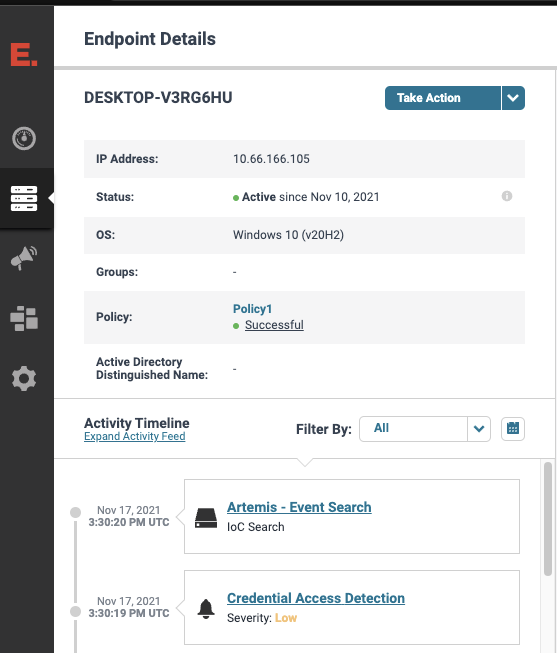 E.
Endpoint Details
DESKTOP-V3RG6HU
Take Action
IP Address: 10.66.166.105
Status: Active since Nov 10, 2021
OS: Windows 10 (v20H2)
Groups: -
Policy: Policy1
Successful
Active Directory
Distinguished Name: -
Activity Timeline
Expand Activity Feed
Filter By: All
Nov 17, 2021
3:30:20 PM UTC
Artemis - Event Search
IoC Search
Nov 17, 2021
3:30:19 PM UTC
Credential Access Detection
Severity: Low